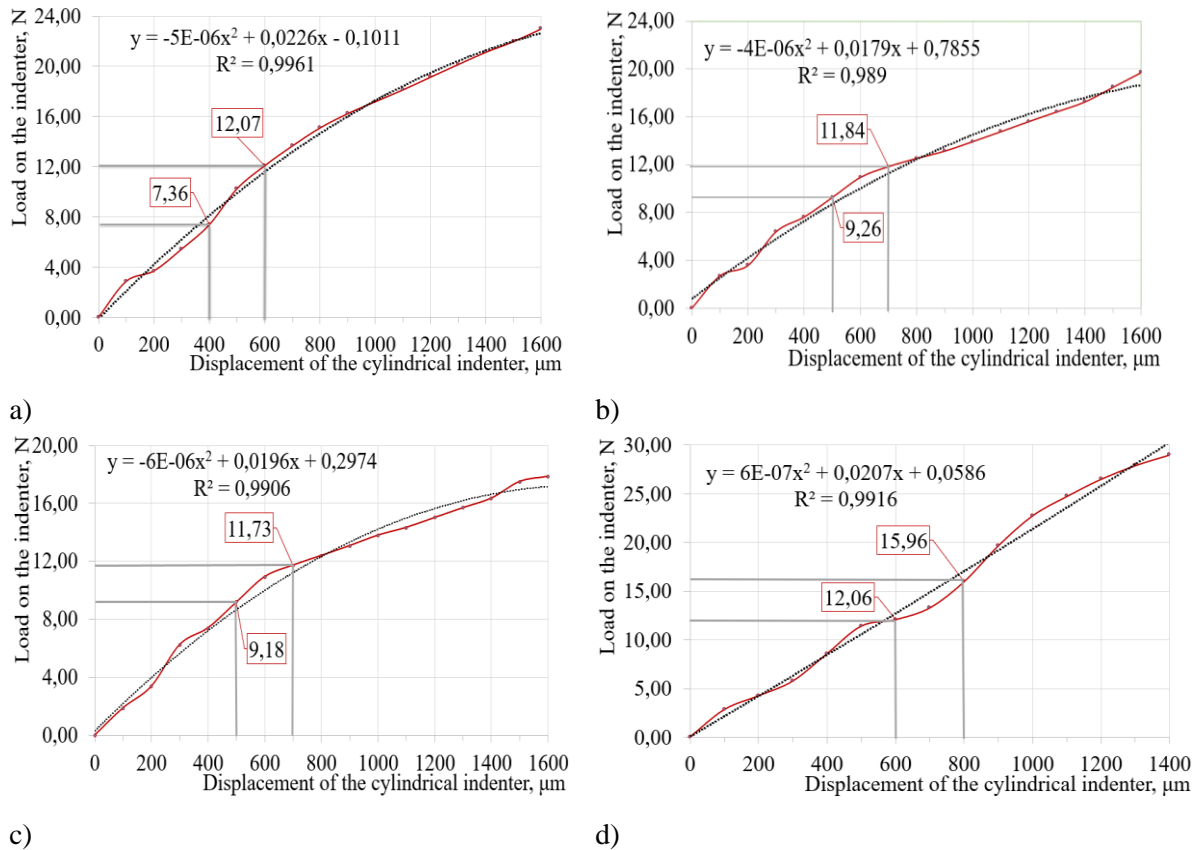 Load on the indenter, N
24,00
20,00
16,00
12,00
8,00
4,00
0,00
y = -5E-06x² + 0,0226x - 0,1011
R² = 0,9961
12,07
7,36
0 200 400 600 800 1000 1200 1400 1600
Displacement of the cylindrical indenter, μm
a)
Load on the indenter, N
24,00
20,00
16,00
12,00
8,00
4,00
0,00
y = -4E-06x² + 0,0179x + 0,7855
R² = 0,989
11,84
9,26
0 200 400 600 800 1000 1200 1400 1600
Displacement of the cylindrical indenter, μm
b)
Load on the indenter, N
20,00
16,00
12,00
8,00
4,00
0,00
y = -6E-06x² + 0,0196x + 0,2974
R² = 0,9906
11,73
9,18
0 200 400 600 800 1000 1200 1400 1600
Displacement of the cylindrical indenter, μm
c)
Load on the indenter, N
30,00
25,00
20,00
15,00
10,00
5,00
0,00
y = 6E-07x² + 0,0207x + 0,0586
R² = 0,9916
15,96
12,06
0 200 400 600 800 1000 1200 1400
Displacement of the cylindrical indenter, μm
d)